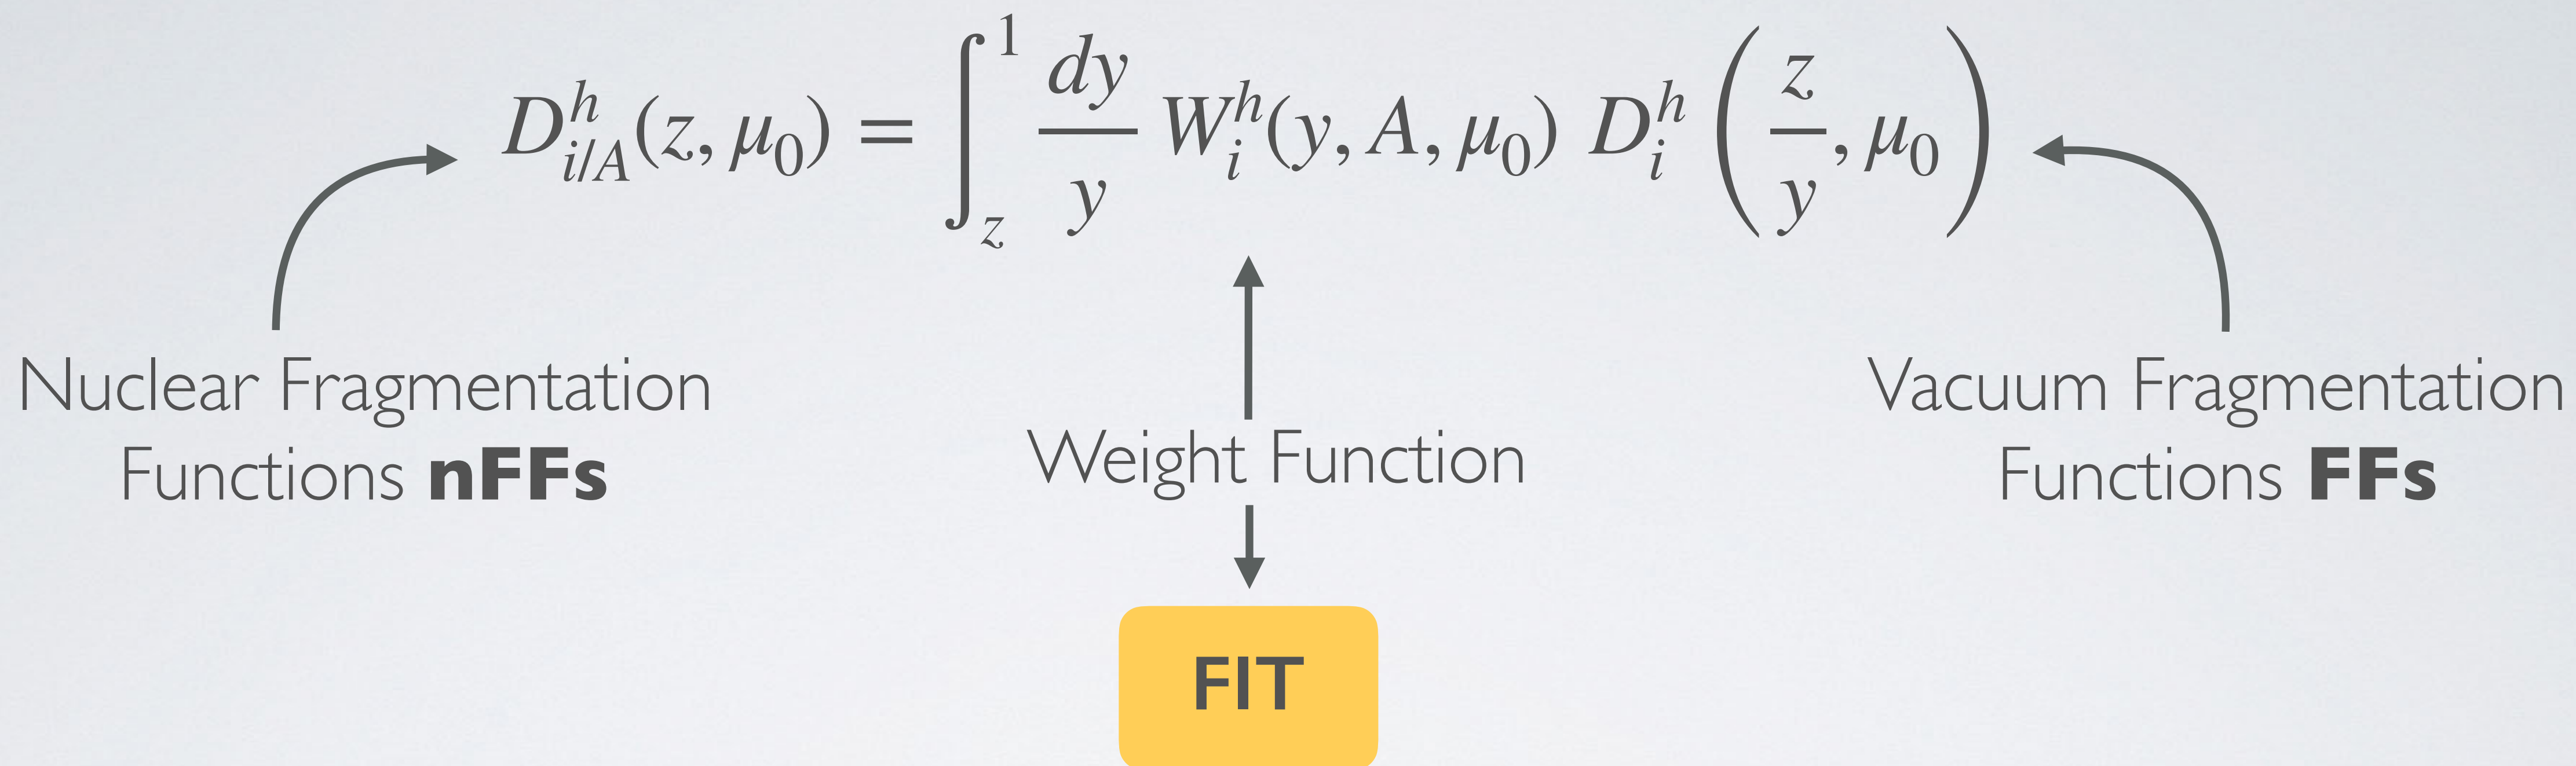 D^h_{i/A}(z, μ_0) = ∫_z^1 dy/y W^h_i(y, A, μ_0) D^h_i (z/y, μ_0)
Nuclear Fragmentation
Functions nFFs
Weight Function
Vacuum Fragmentation
Functions FFs
FIT